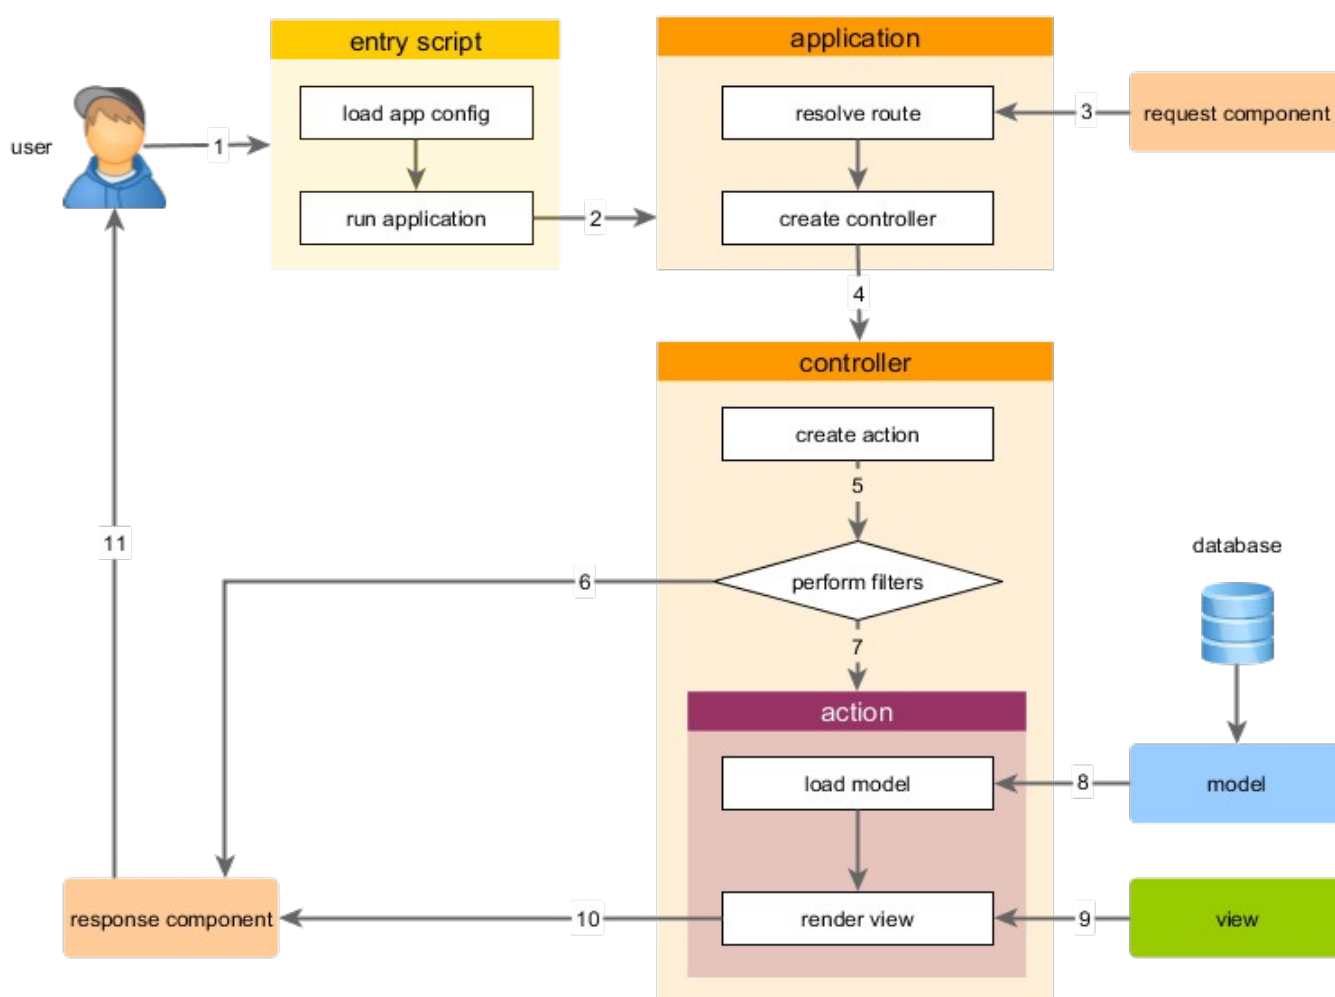 entry script
application
load app config
resolve route
3
request component
user
1
run application
2
create controller
4
controller
create action
5
11
database
6
perform filters
7
action
load model
8
model
response component
10
render view
9
view